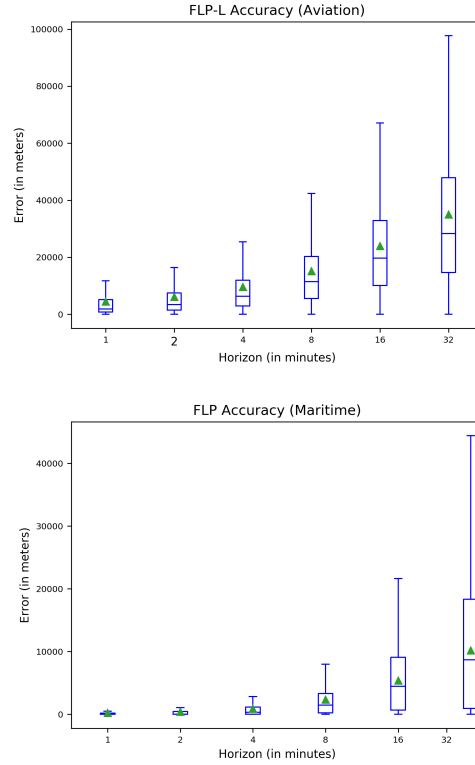 FLP-L Accuracy (Aviation)
100000
80000
60000
40000
20000
0
Error (in meters)
1 2 4 8 16 32
Horizon (in minutes)
FLP Accuracy (Maritime)
40000
30000
20000
10000
0
Error (in meters)
1 2 4 8 16 32
Horizon (in minutes)